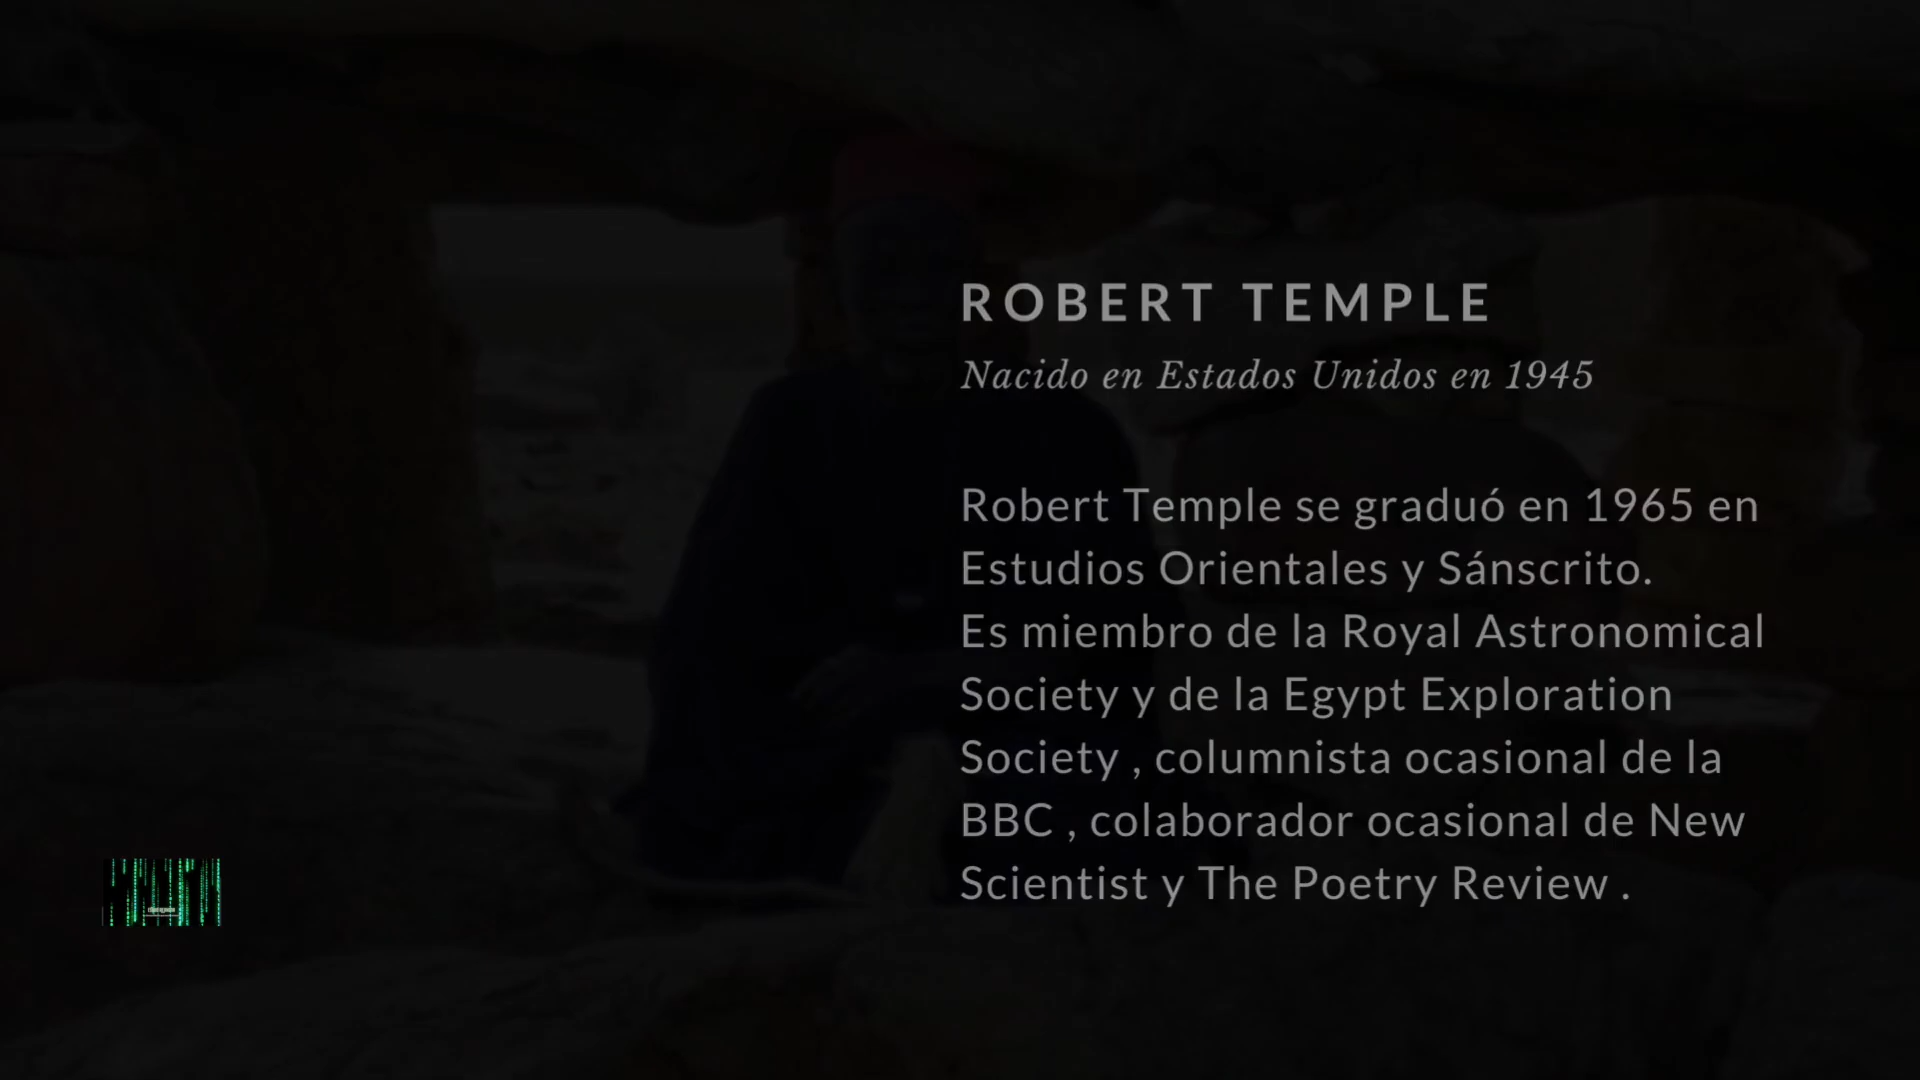 ROBERT TEMPLE
Nacido en Estados Unidos en 1945
Robert Temple se graduó en 1965 en
Estudios Orientales y Sánscrito.
Es miembro de la Royal Astronomical
Society y de la Egypt Exploration
Society , columnista ocasional de la
BBC , colaborador ocasional de New
Scientist y The Poetry Review .